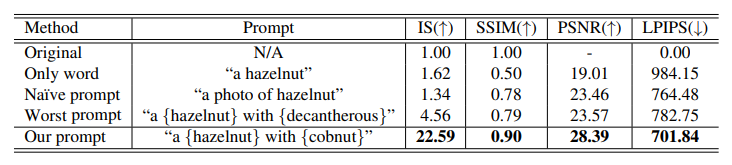 Method Prompt IS(↑) SSIM(↑) PSNR(↑) LPIPS(↓)
Original N/A 1.00 1.00 - 0.00
Only word “a hazelnut” 1.62 0.50 19.01 984.15
Naïve prompt “a photo of hazelnut” 1.34 0.78 23.46 764.48
Worst prompt “a {hazelnut} with {decantherous}” 4.56 0.79 23.57 782.75
Our prompt “a {hazelnut} with {cobnut}” 22.59 0.90 28.39 701.84